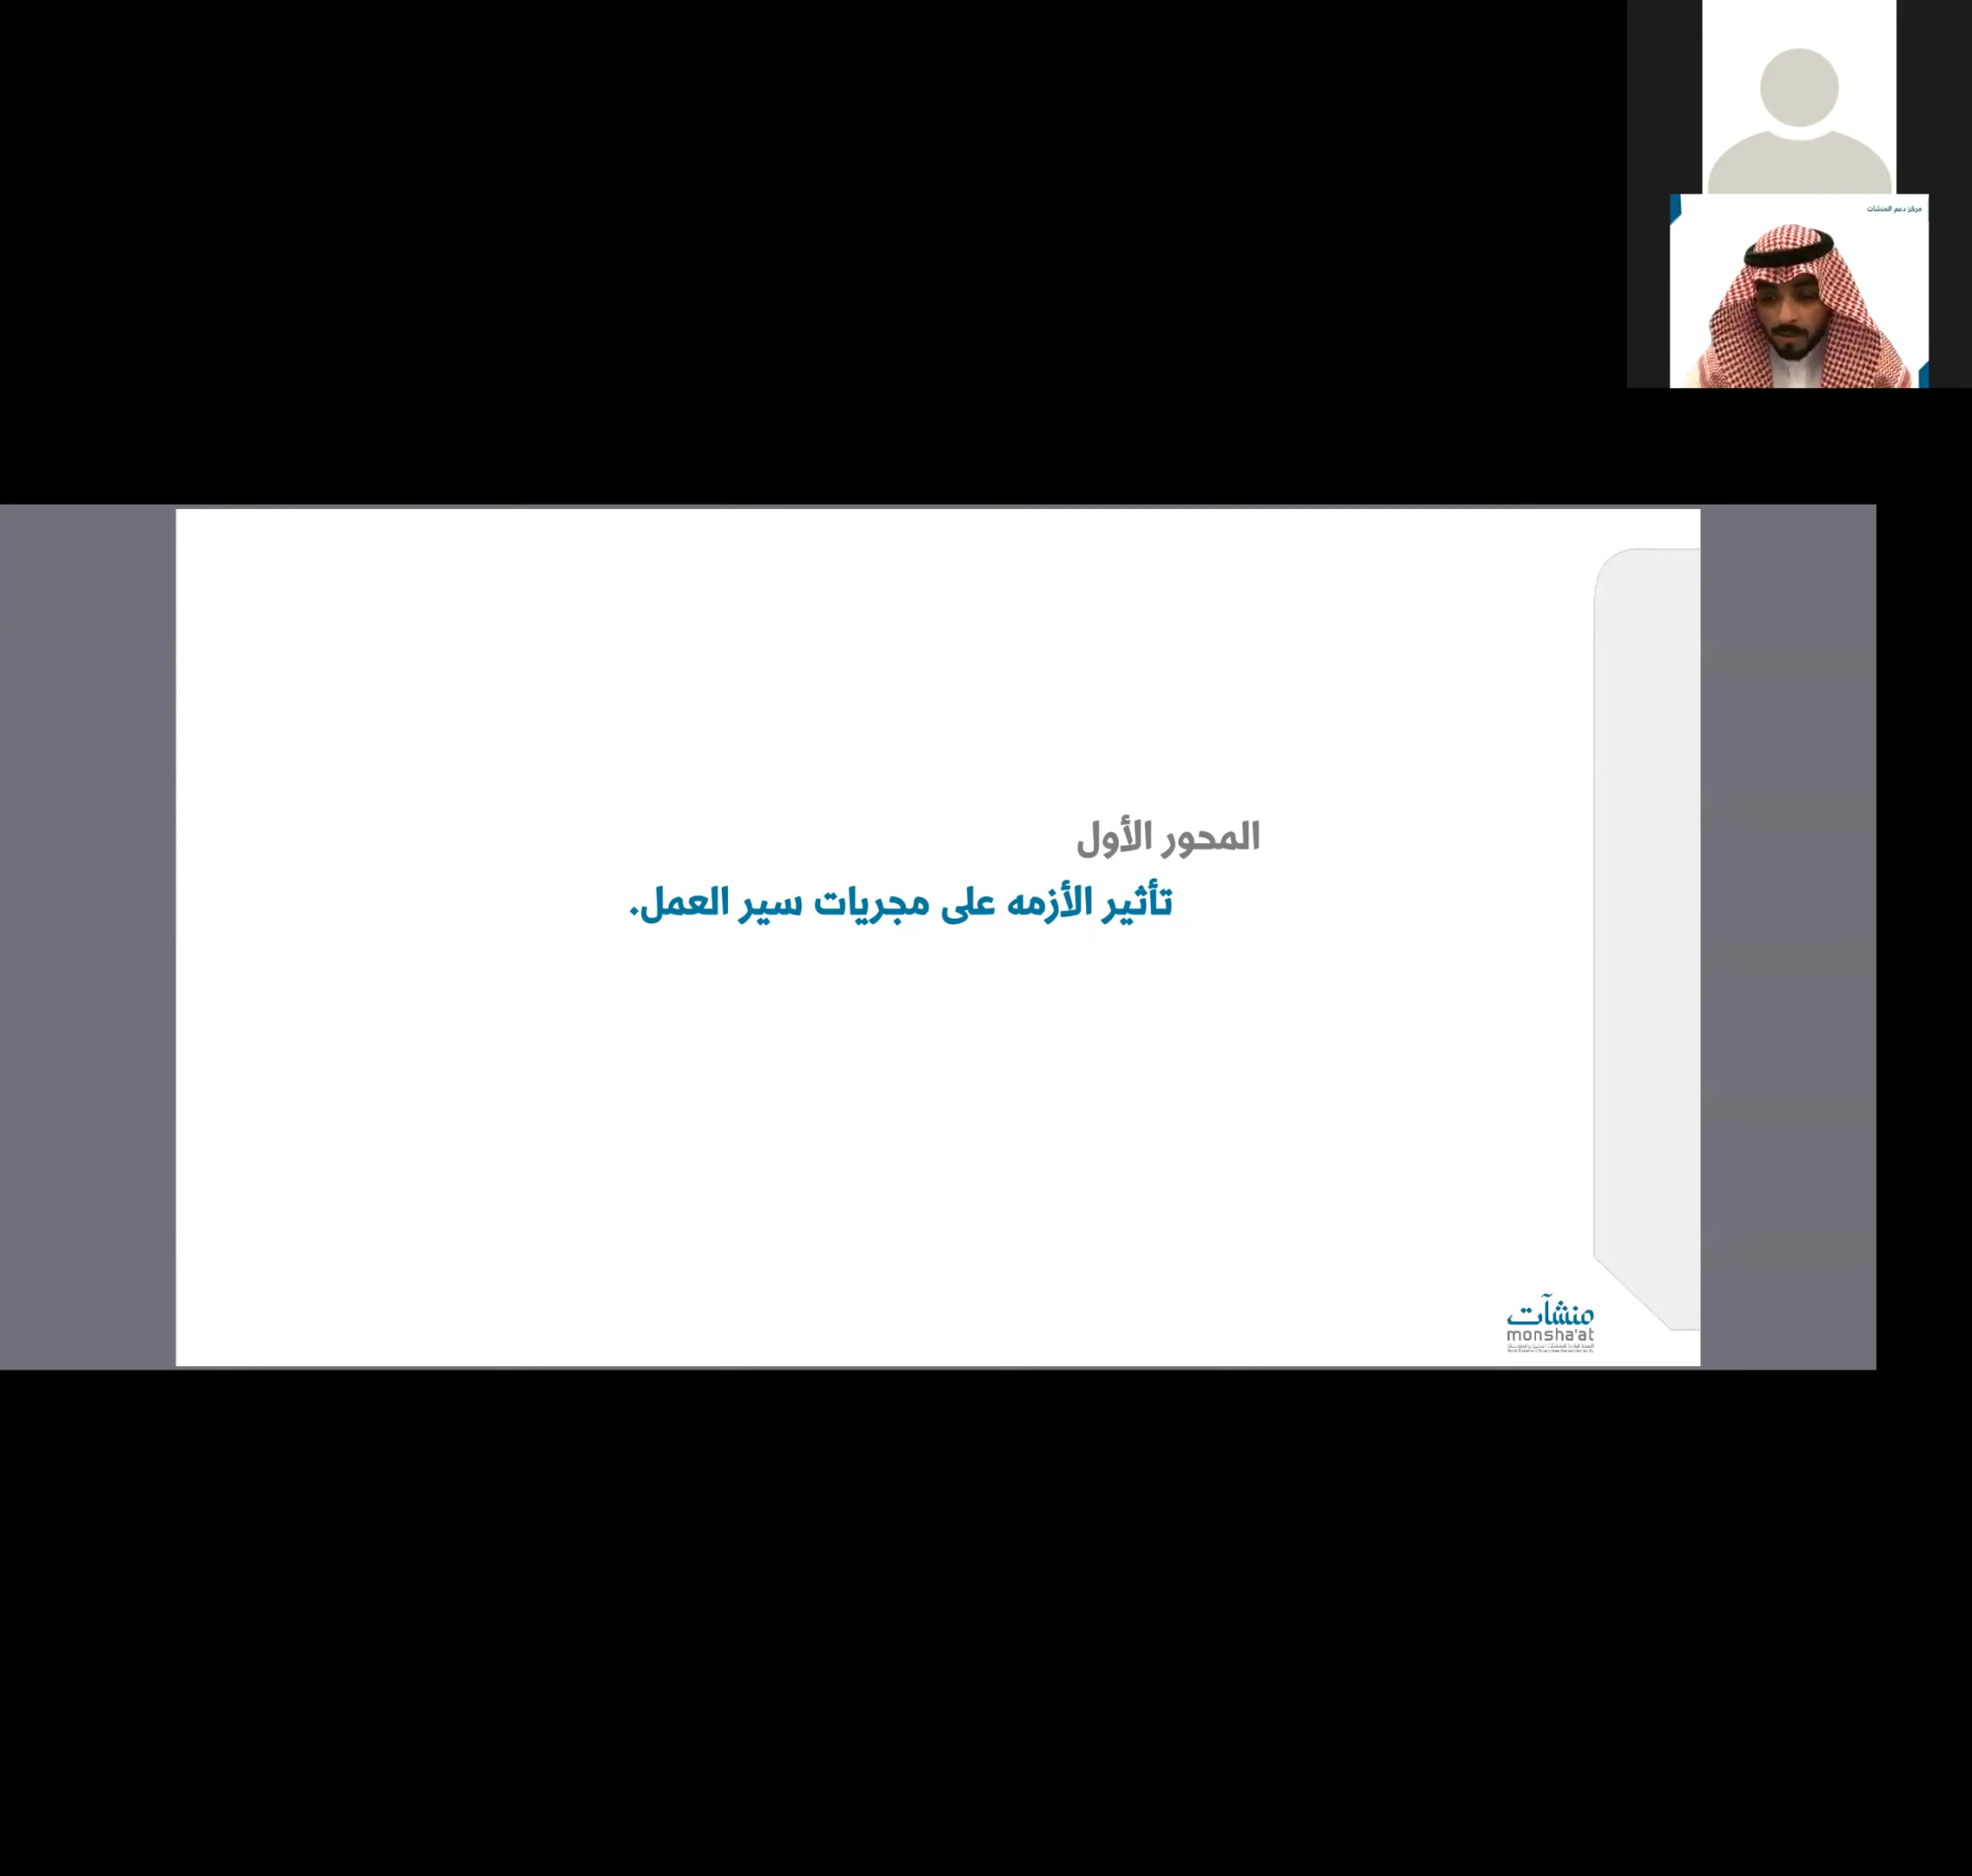 مركز دعم المنشآت
المحور الأول
تأثير الأزمه على مجريات سير العمل.
منشآت
monsha'at